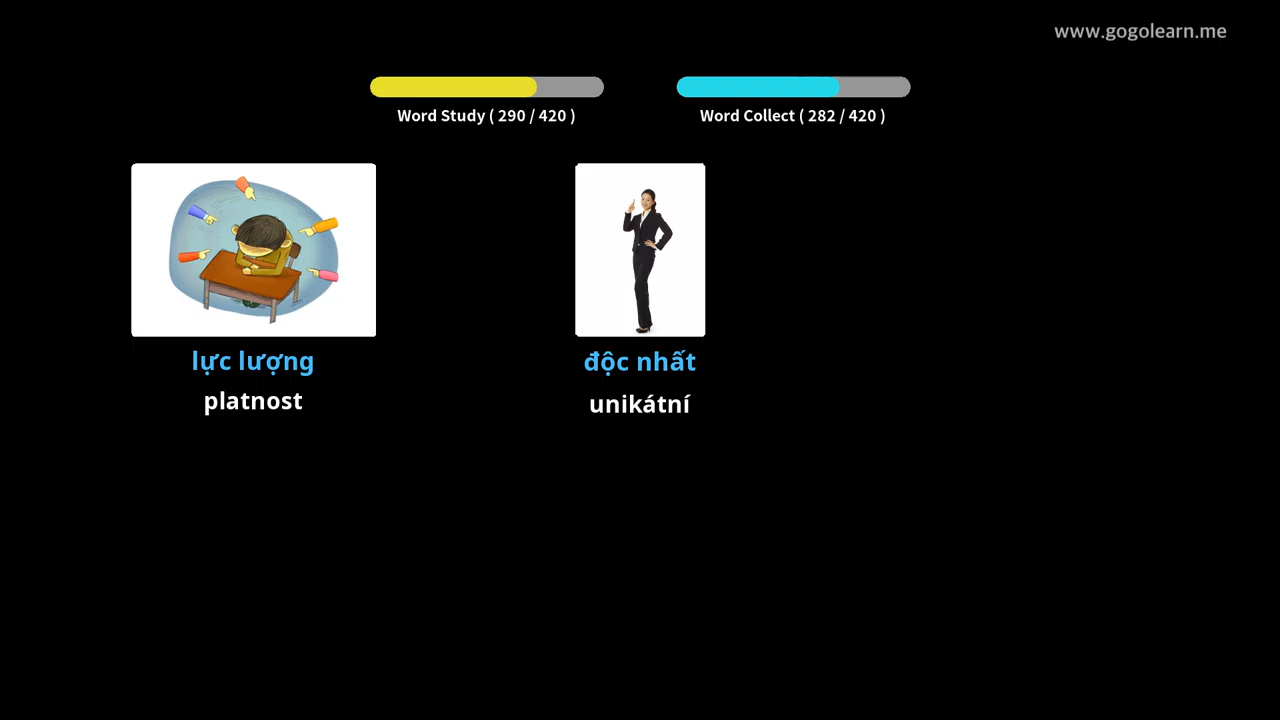 www.gogolearn.me
Word Study ( 290 / 420 )
Word Collect ( 282 / 420 )
lực lượng
platnost
độc nhất
unikátní